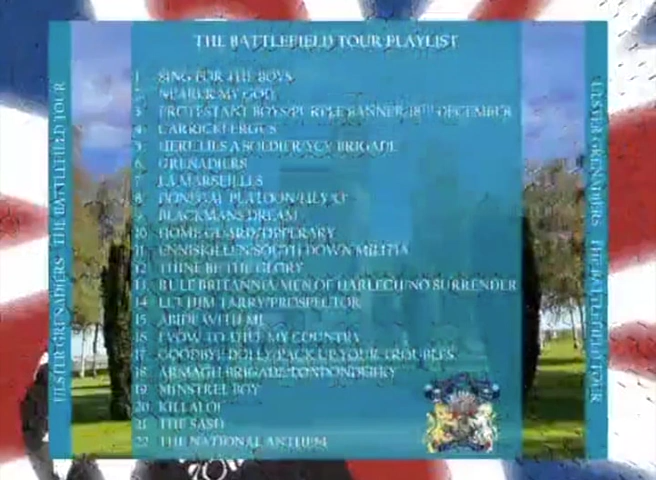 THE BATTLEFIELD TOUR PLAYLIST
1 SING FOR THE BOYS
2 NEARER MY GOD
3 PROTESTANT BOYS/PURPLE BANNER/18TH DECEMBER
4 CARRICKFERGUS
5 HERE LIES A SOLDIER/ BRIGADE
6 GRENADIERS
7 LA MARSEILLES
8 DONEGAL PLATOON/
9 BLACKMANS DREAM
10 HOME GUARD/TIPPERARY
11 ENNISKILLEN/SOUTH DOWN MILITIA
12 THINE BE THE GLORY
13 RULE BRITANNIA/MEN OF HARLECH/NO SURRENDER
14 LET HIM TARRY/PROSPECTOR
15 ABIDE WITH ME
16 I VOW TO THEE MY COUNTRY
17 GOODBYE DOLLY/PACK UP YOUR TROUBLES
18 ARMAGH BRIGADE/LONDONDERRY
19 MINSTREL BOY
20 KILLALOE
21 THE SASH
22 THE NATIONAL ANTHEM
ULSTER GRENADIERS THE BATTLEFIELD TOUR
ULSTER GRENADIERS THE BATTLEFIELD TOUR